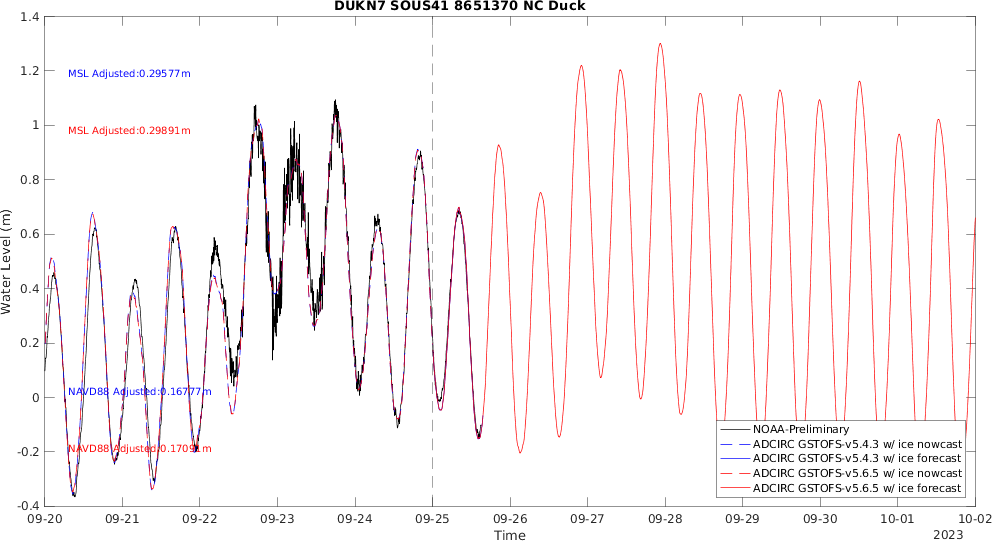 DUKN7 SOUS41 8651370 NC Duck
1.4
1.2
1
0.8
0.6
0.4
0.2
0
-0.2
-0.4
Water Level (m)
MSL Adjusted:0.29577m
MSL Adjusted:0.29891m
NAVD88 Adjusted:0.16777m
NAVD88 Adjusted:0.17091m
NOAA-Preliminary
ADCIRC GSTOFS-v5.4.3 w/ ice nowcast
ADCIRC GSTOFS-v5.4.3 w/ ice forecast
ADCIRC GSTOFS-v5.6.5 w/ ice nowcast
ADCIRC GSTOFS-v5.6.5 w/ ice forecast
09-20 09-21 09-22 09-23 09-24 09-25 09-26 09-27 09-28 09-29 09-30 10-01 10-02
Time
2023